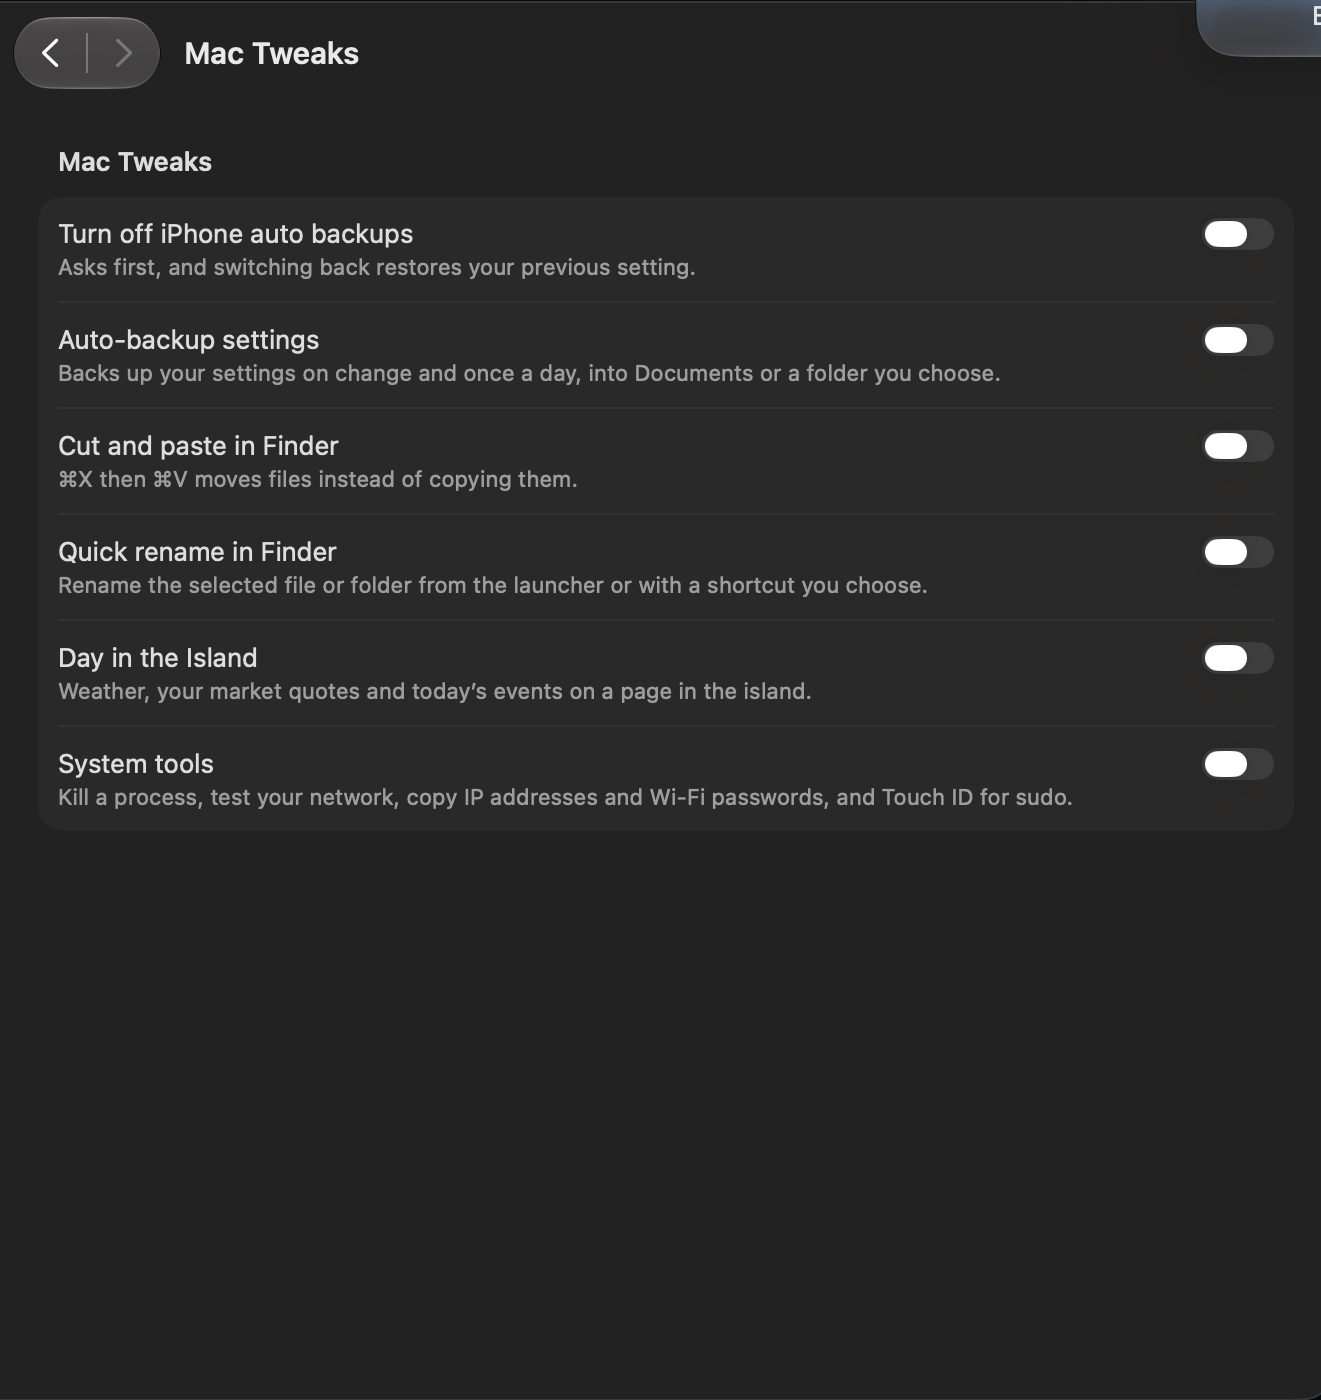 Mac Tweaks
Mac Tweaks
Turn off iPhone auto backups
Asks first, and switching back restores your previous setting.
Auto-backup settings
Backs up your settings on change and once a day, into Documents or a folder you choose.
Cut and paste in Finder
⌘X then ⌘V moves files instead of copying them.
Quick rename in Finder
Rename the selected file or folder from the launcher or with a shortcut you choose.
Day in the Island
Weather, your market quotes and today’s events on a page in the island.
System tools
Kill a process, test your network, copy IP addresses and Wi-Fi passwords, and Touch ID for sudo.